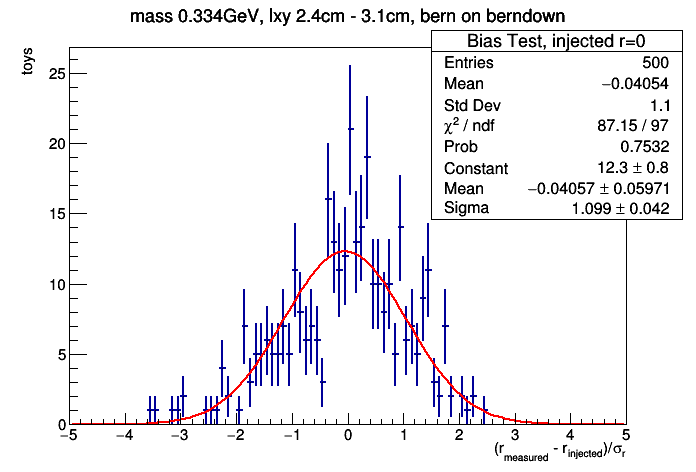 mass 0.334GeV, lxy 2.4cm - 3.1cm, bern on berndown
toys
Bias Test, injected r=0
Entries 500
Mean −0.04054
Std Dev 1.1
χ² / ndf 87.15 / 97
Prob 0.7532
Constant 12.3 ± 0.8
Mean −0.04057 ± 0.05971
Sigma 1.099 ± 0.042
25
20
15
10
5
0
−5 −4 −3 −2 −1 0 1 2 3 4 5
(r_measured - r_injected)/σ_r